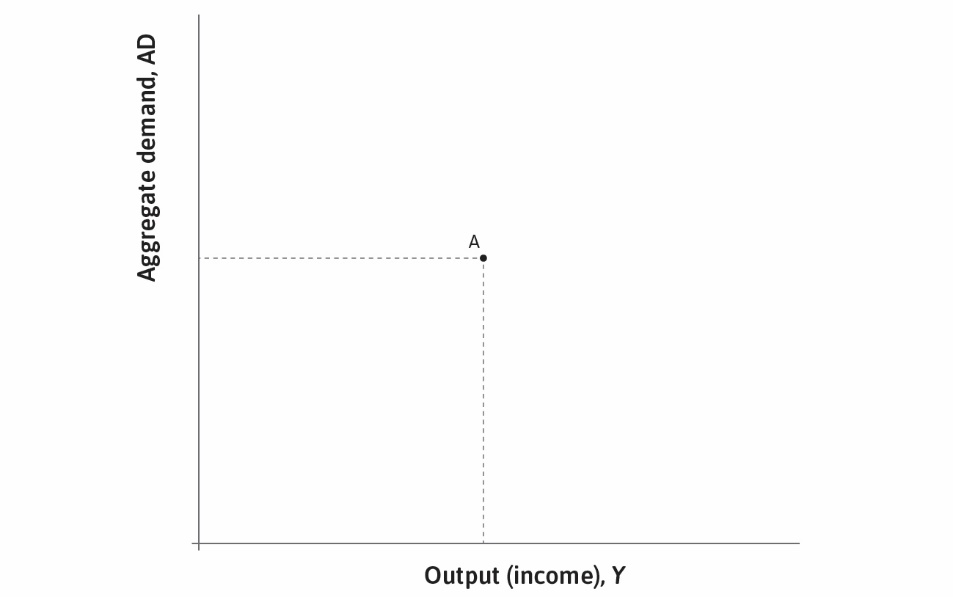 Aggregate demand, AD
A
Output (income), Y